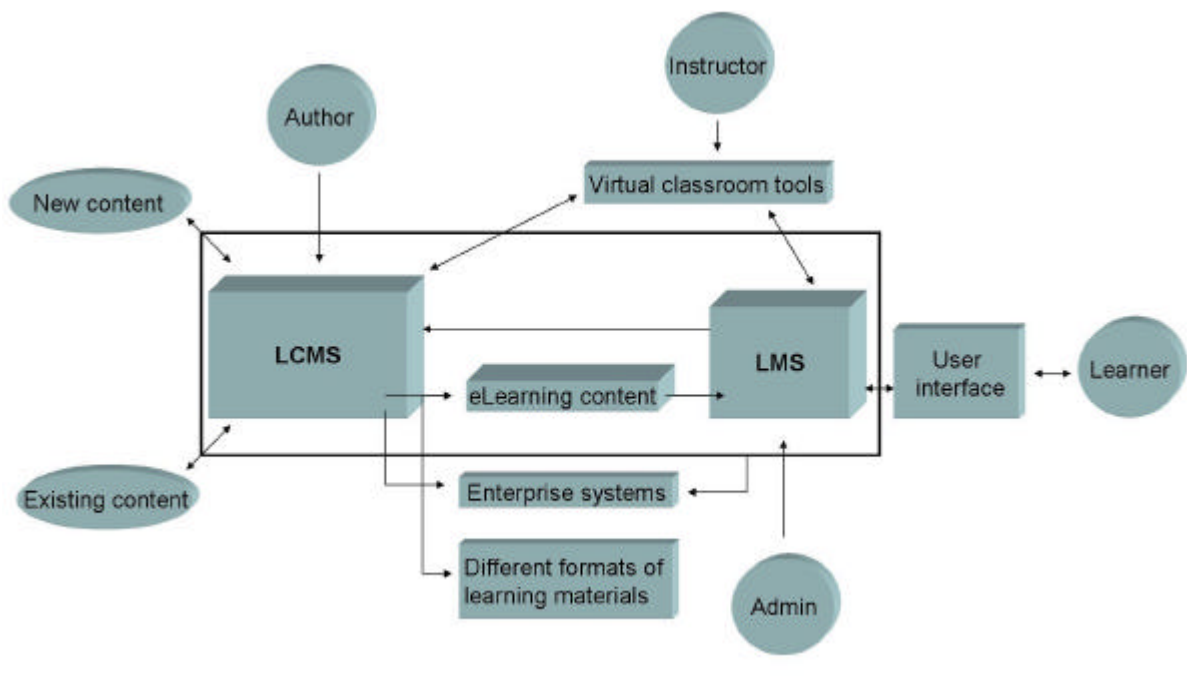 Instructor
Author
Virtual classroom tools
New content
LCMS
LMS
User
interface
Learner
eLearning content
Existing content
Enterprise systems
Different formats of
learning materials
Admin